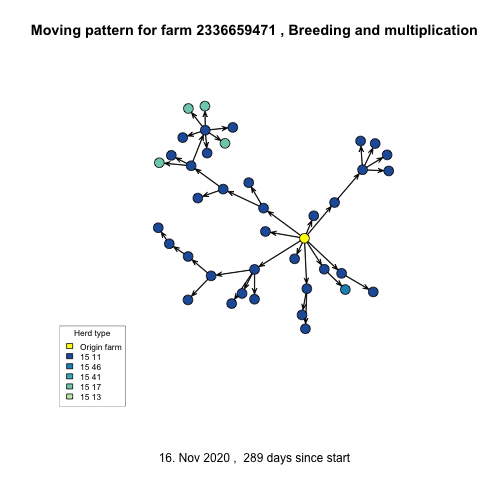 Moving pattern for farm 2336659471 , Breeding and multiplication
Herd type
Origin farm
15 11
15 46
15 41
15 17
15 13
16. Nov 2020 ,  289 days since start